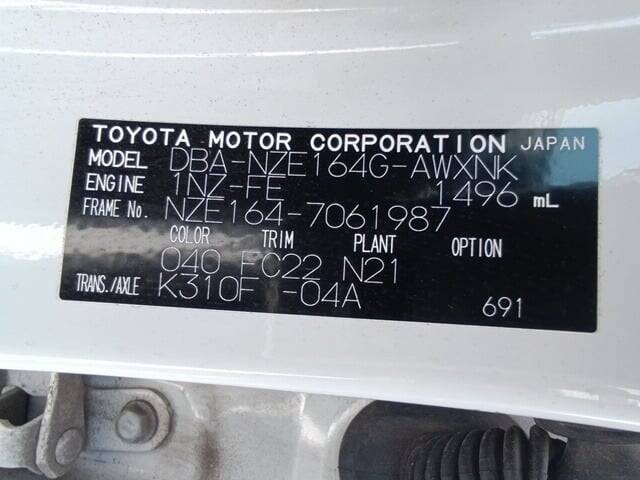 TOYOTA MOTOR CORPORATION JAPAN
MODEL DBA-NZE164G-AWXNK
ENGINE 1NZ-FE 1496 mL
FRAME No. NZE164-7061987
COLOR TRIM PLANT OPTION
040 FC22 N21
TRANS./AXLE K310F -04A
691